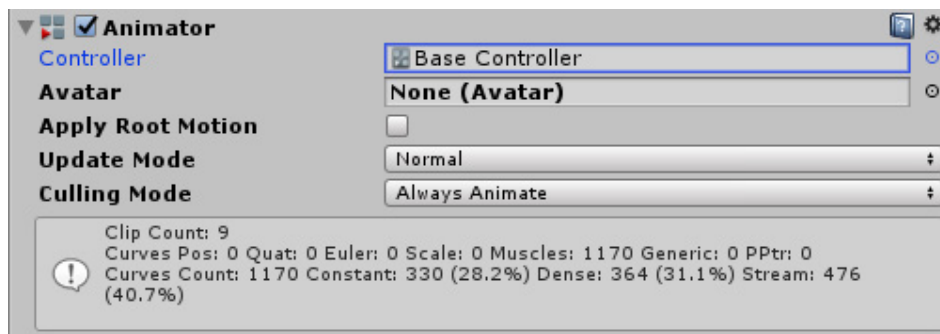 Animator
Controller Base Controller
Avatar None (Avatar)
Apply Root Motion
Update Mode Normal
Culling Mode Always Animate
Clip Count: 9
Curves Pos: 0 Quat: 0 Euler: 0 Scale: 0 Muscles: 1170 Generic: 0 PPtr: 0
Curves Count: 1170 Constant: 330 (28.2%) Dense: 364 (31.1%) Stream: 476
(40.7%)